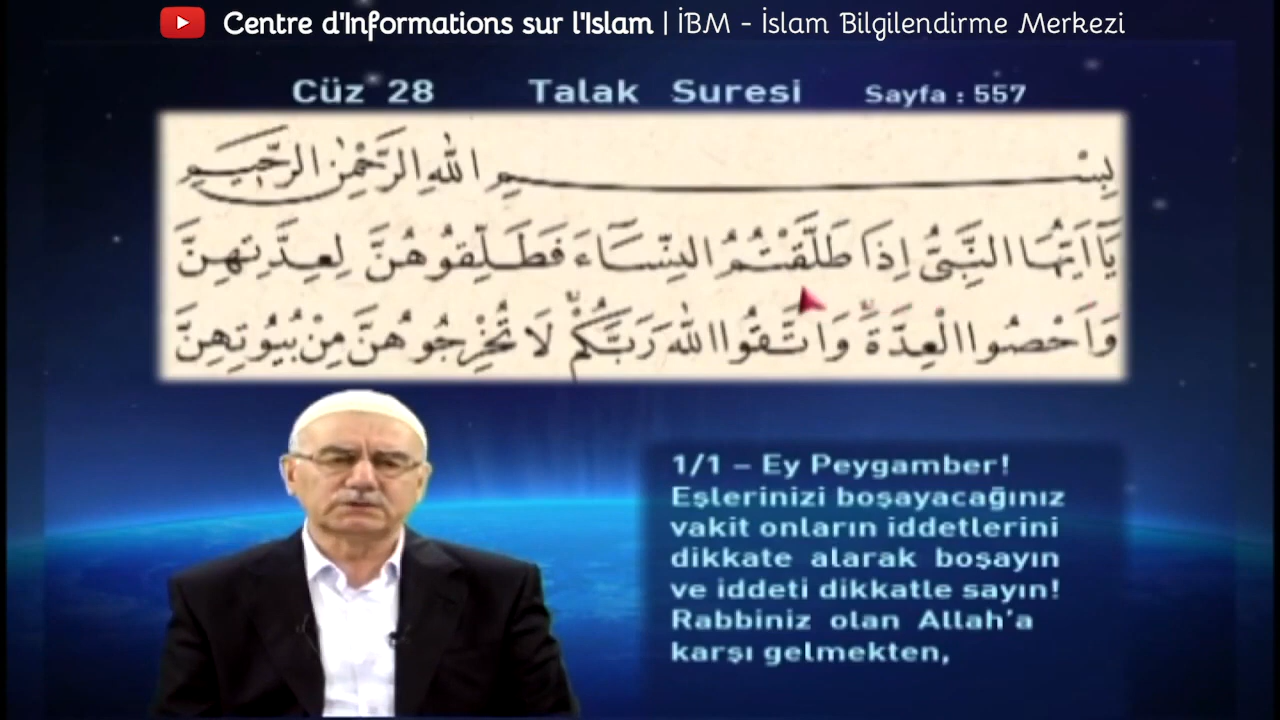 Centre d'Informations sur l'Islam | İBM - İslam Bilgilendirme Merkezi
Cüz 28 Talak Suresi Sayfa : 557
بِسْمِ اللهِ الرَّحْمٰنِ الرَّحِيمِ
يَٓا اَيُّهَا النَّبِيُّ اِذَا طَلَّقْتُمُ النِّسَٓاءَ فَطَلِّقُوهُنَّ لِعِدَّتِهِنَّ
وَاَحْصُوا الْعِدَّةَۚ وَاتَّقُوا اللهَ رَبَّكُمْۚ لَا تُخْرِجُوهُنَّ مِنْ بُيُوتِهِنَّ
1/1 – Ey Peygamber!
Eşlerinizi boşayacağınız
vakit onların iddetlerini
dikkate alarak boşayın
ve iddeti dikkatle sayın!
Rabbiniz olan Allah'a
karşı gelmekten,